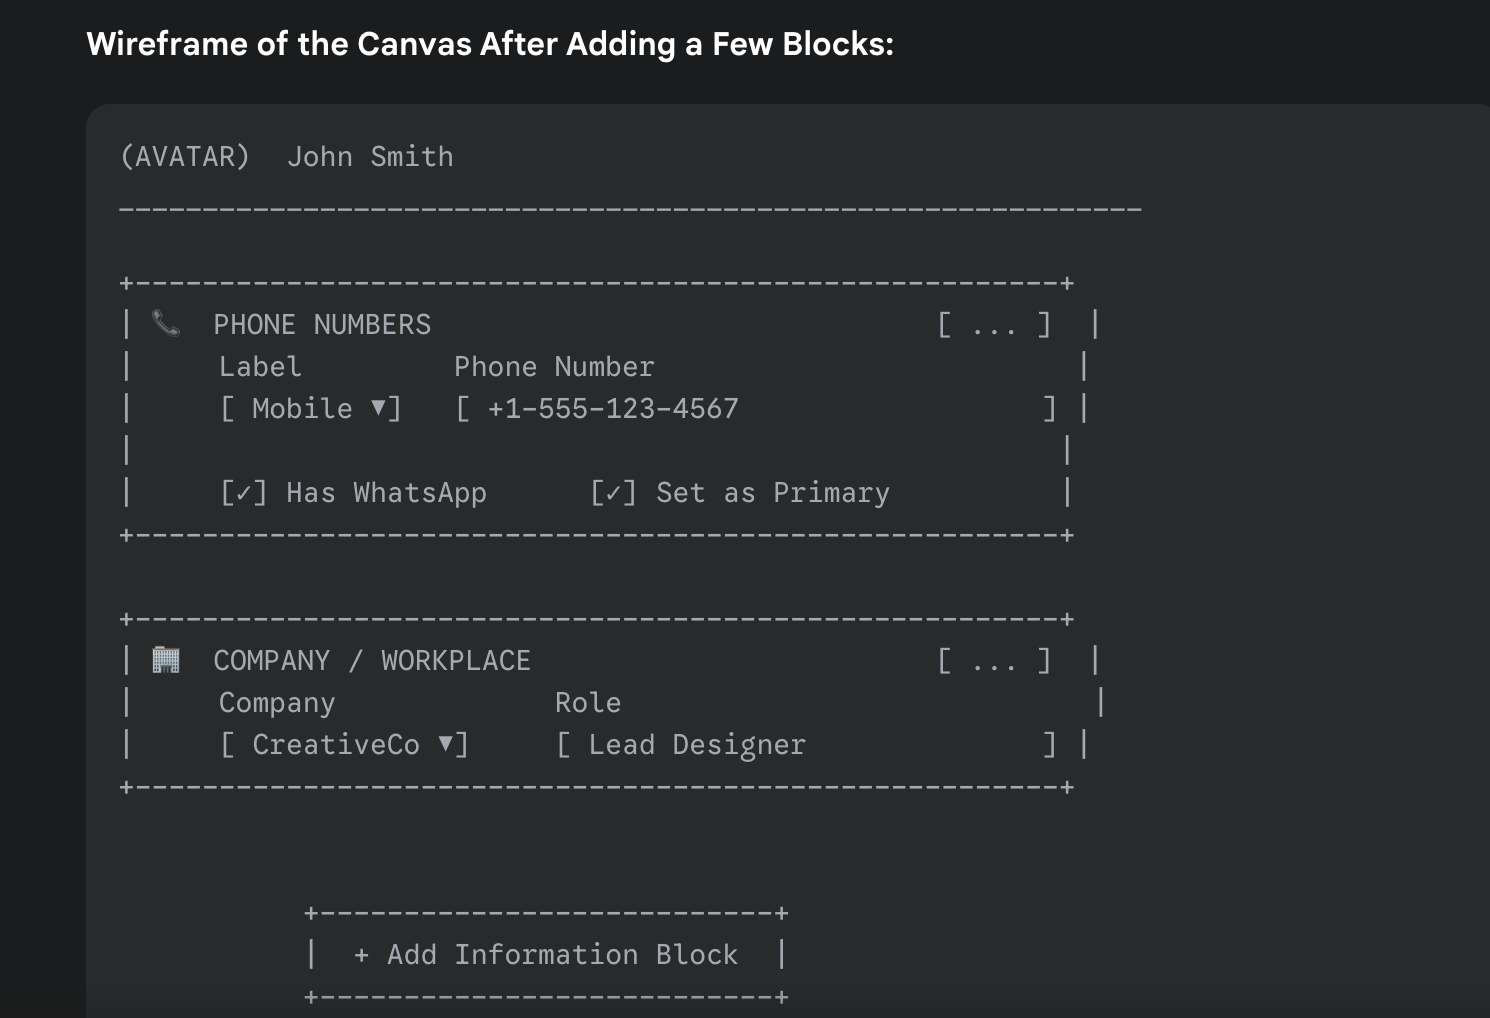 Wireframe of the Canvas After Adding a Few Blocks:
(AVATAR)  John Smith
-------------------------------------------------------------
+--------------------------------------------------------+
| 📞  PHONE NUMBERS                              [ ... ]  |
|     Label         Phone Number                          |
|     [ Mobile ▼]   [ +1-555-123-4567                  ] |
|                                                        |
|     [✓] Has WhatsApp      [✓] Set as Primary          |
+--------------------------------------------------------+
+--------------------------------------------------------+
| 🏢  COMPANY / WORKPLACE                        [ ... ]  |
|     Company             Role                            |
|     [ CreativeCo ▼]     [ Lead Designer              ] |
+--------------------------------------------------------+
+---------------------------+
|  + Add Information Block  |
+---------------------------+